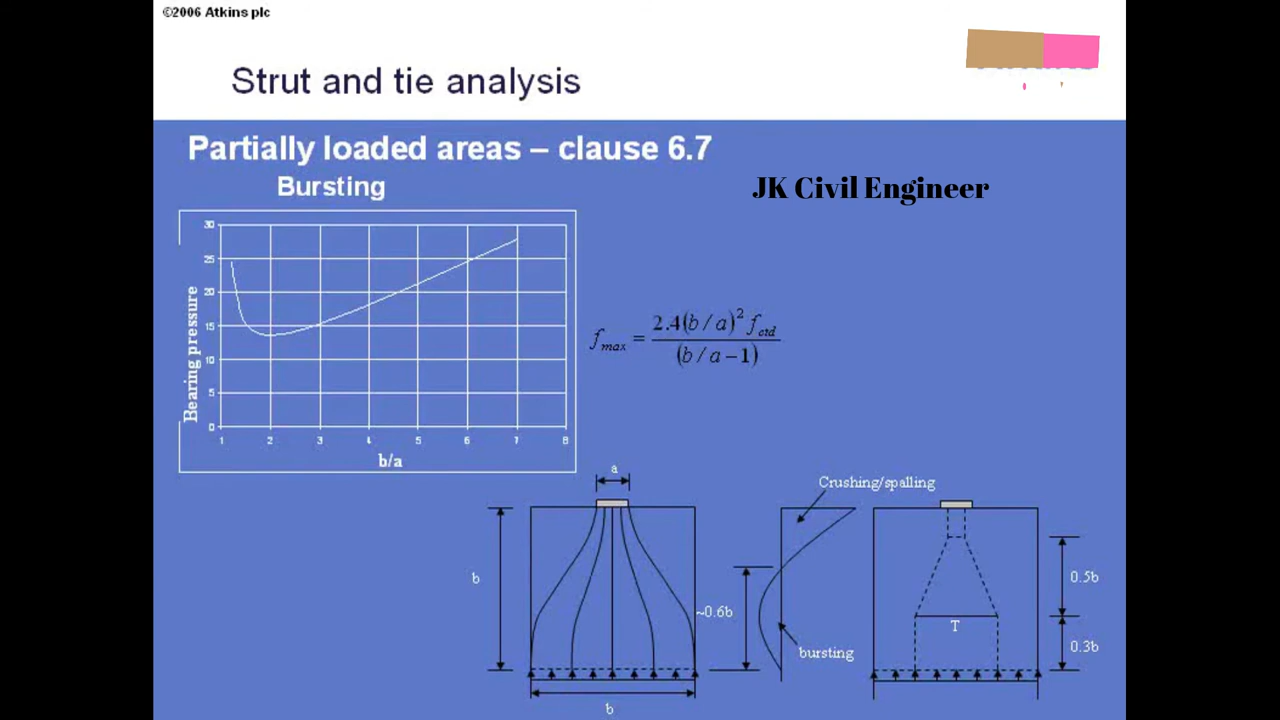 ©2006 Atkins plc
Strut and tie analysis
Partially loaded areas – clause 6.7
Bursting
JK Civil Engineer
30
25
20
15
10
5
0
Bearing pressure
1 2 3 4 5 6 7 8
b/a
f max = 2.4(b/a)² f ctd
(b/a–1)
a
b
b
Crushing/spalling
~0.6b
bursting
0.5b
T
0.3b